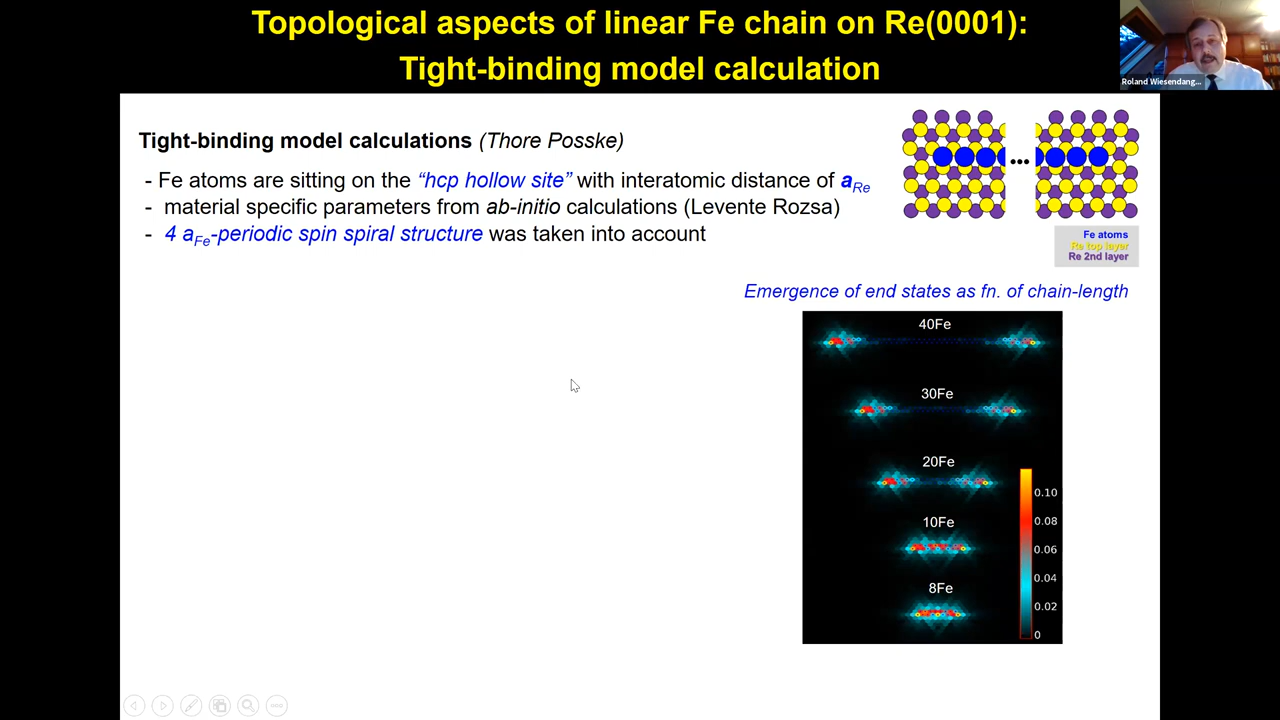 Topological aspects of linear Fe chain on Re(0001):
Tight-binding model calculation
Roland Wiesendang...
Tight-binding model calculations (Thore Posske)
- Fe atoms are sitting on the “hcp hollow site” with interatomic distance of aRe
- material specific parameters from ab-initio calculations (Levente Rozsa)
- 4 aFe-periodic spin spiral structure was taken into account
...
Fe atoms
Re top layer
Re 2nd layer
Emergence of end states as fn. of chain-length
40Fe
30Fe
20Fe
10Fe
8Fe
0.10
0.08
0.06
0.04
0.02
0